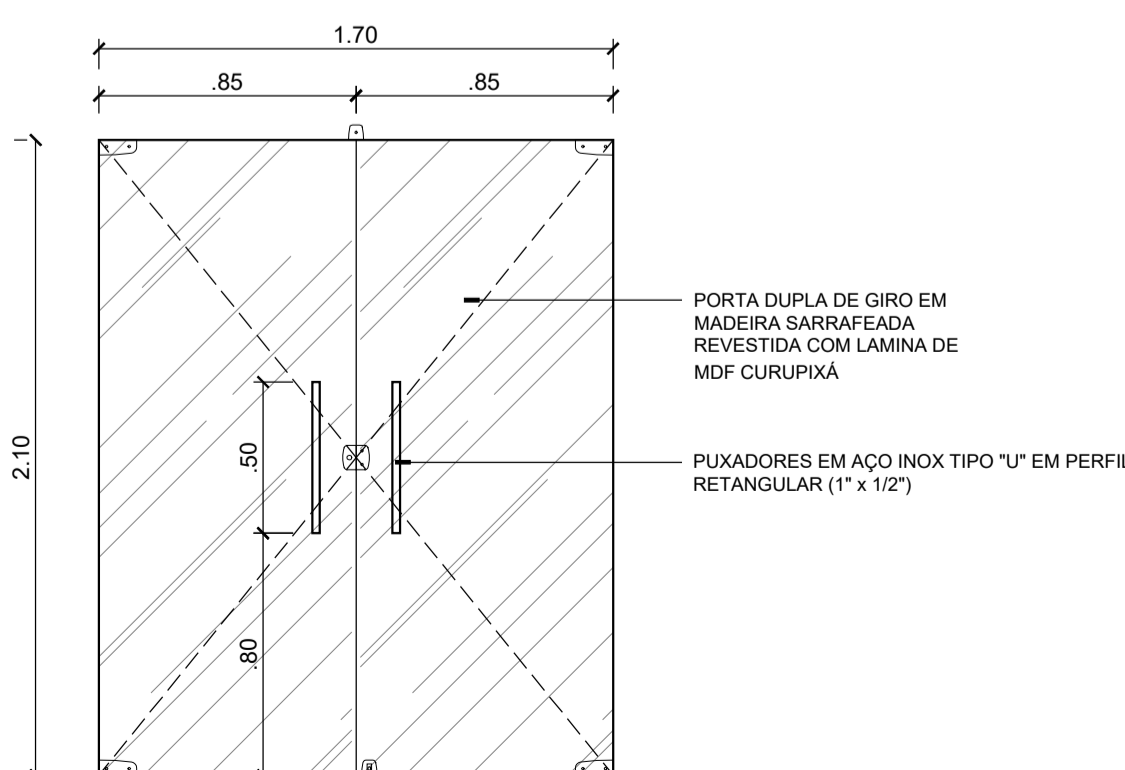 1.70
.85
.85
2.10
.50
.80
PORTA DUPLA DE GIRO EM
MADEIRA SARRAFEADA
REVESTIDA COM LAMINA DE
MDF CURUPIXÁ
PUXADORES EM AÇO INOX TIPO "U" EM PERFIL
RETANGULAR (1" x 1/2")